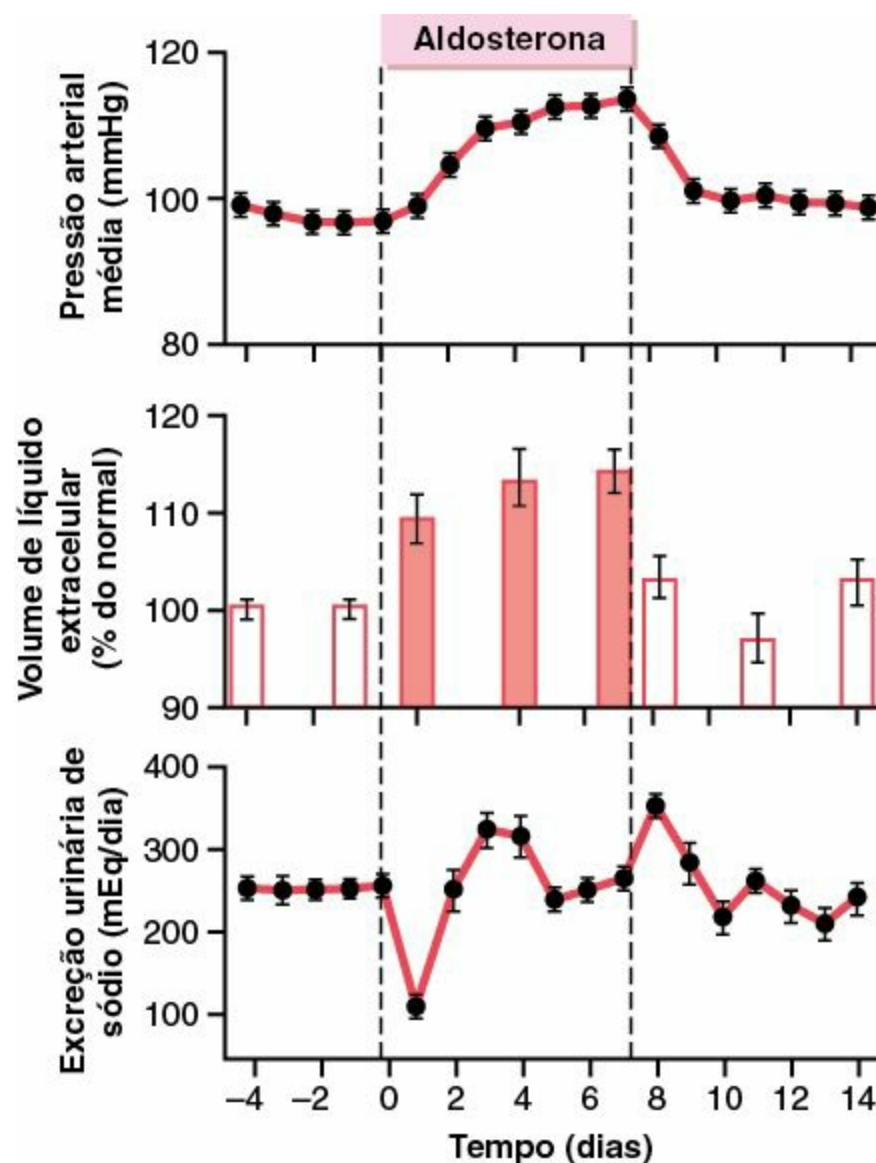 Aldosterona
Pressão arterial
média (mmHg)
120
100
80
Volume de líquido
extracelular
(% do normal)
120
110
100
90
Excreção urinária de
sódio (mEq/dia)
400
300
200
100
–4 –2 0 2 4 6 8 10 12 14
Tempo (dias)